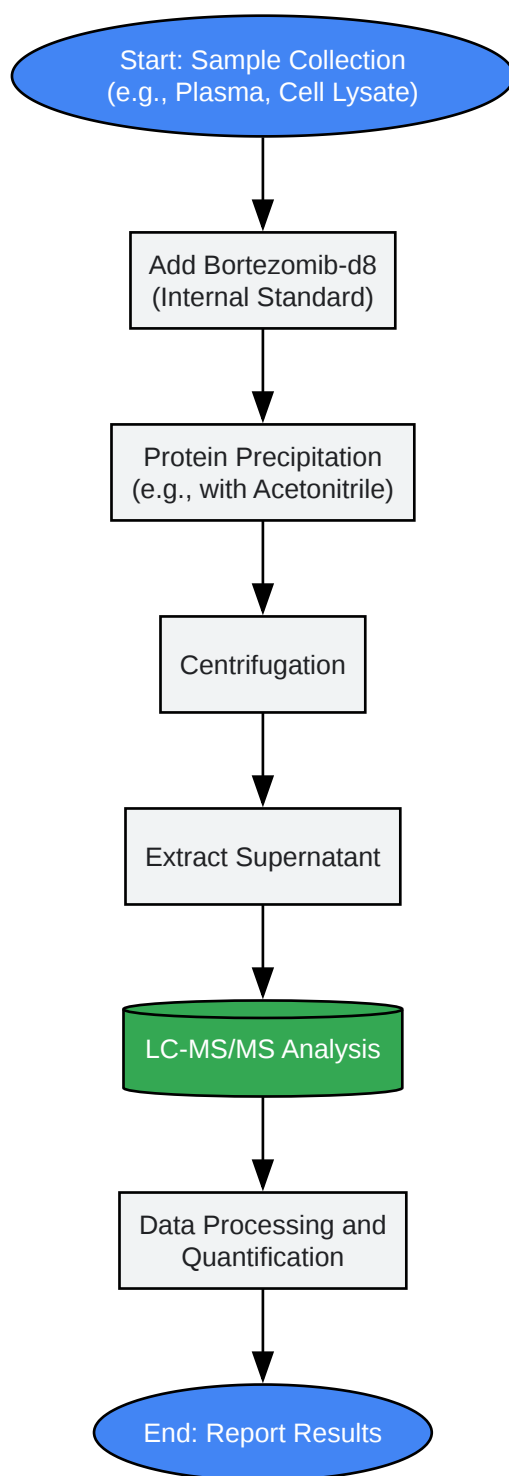 Start: Sample Collection
(e.g., Plasma, Cell Lysate)
Add Bortezomib-d8
(Internal Standard)
Protein Precipitation
(e.g., with Acetonitrile)
Centrifugation
Extract Supernatant
LC-MS/MS Analysis
Data Processing and
Quantification
End: Report Results